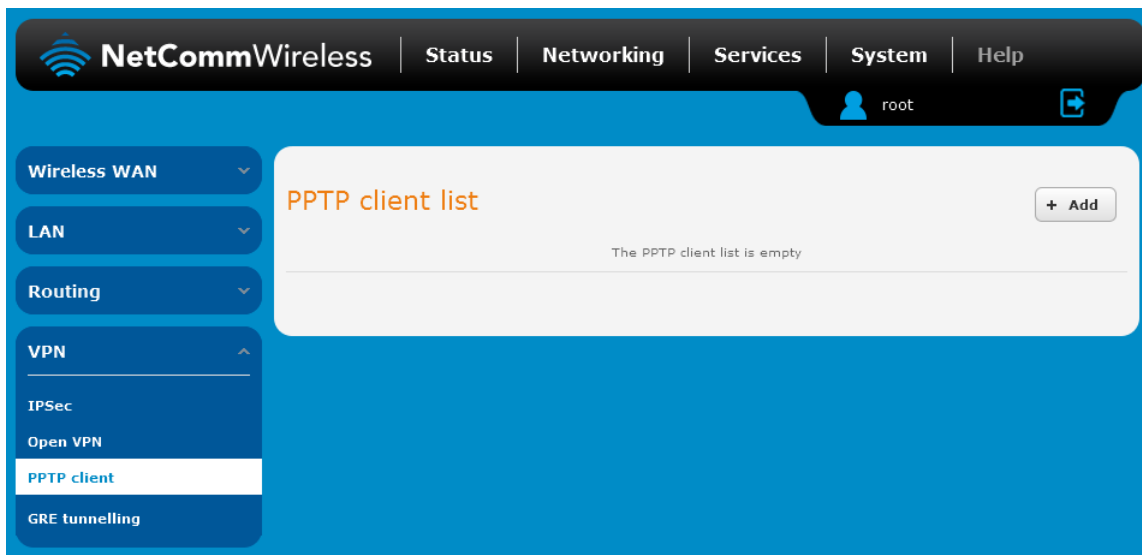 NetCommWireless Status Networking Services System Help
root
Wireless WAN
LAN
Routing
VPN
IPSec
Open VPN
PPTP client
GRE tunnelling
PPTP client list
+ Add
The PPTP client list is empty